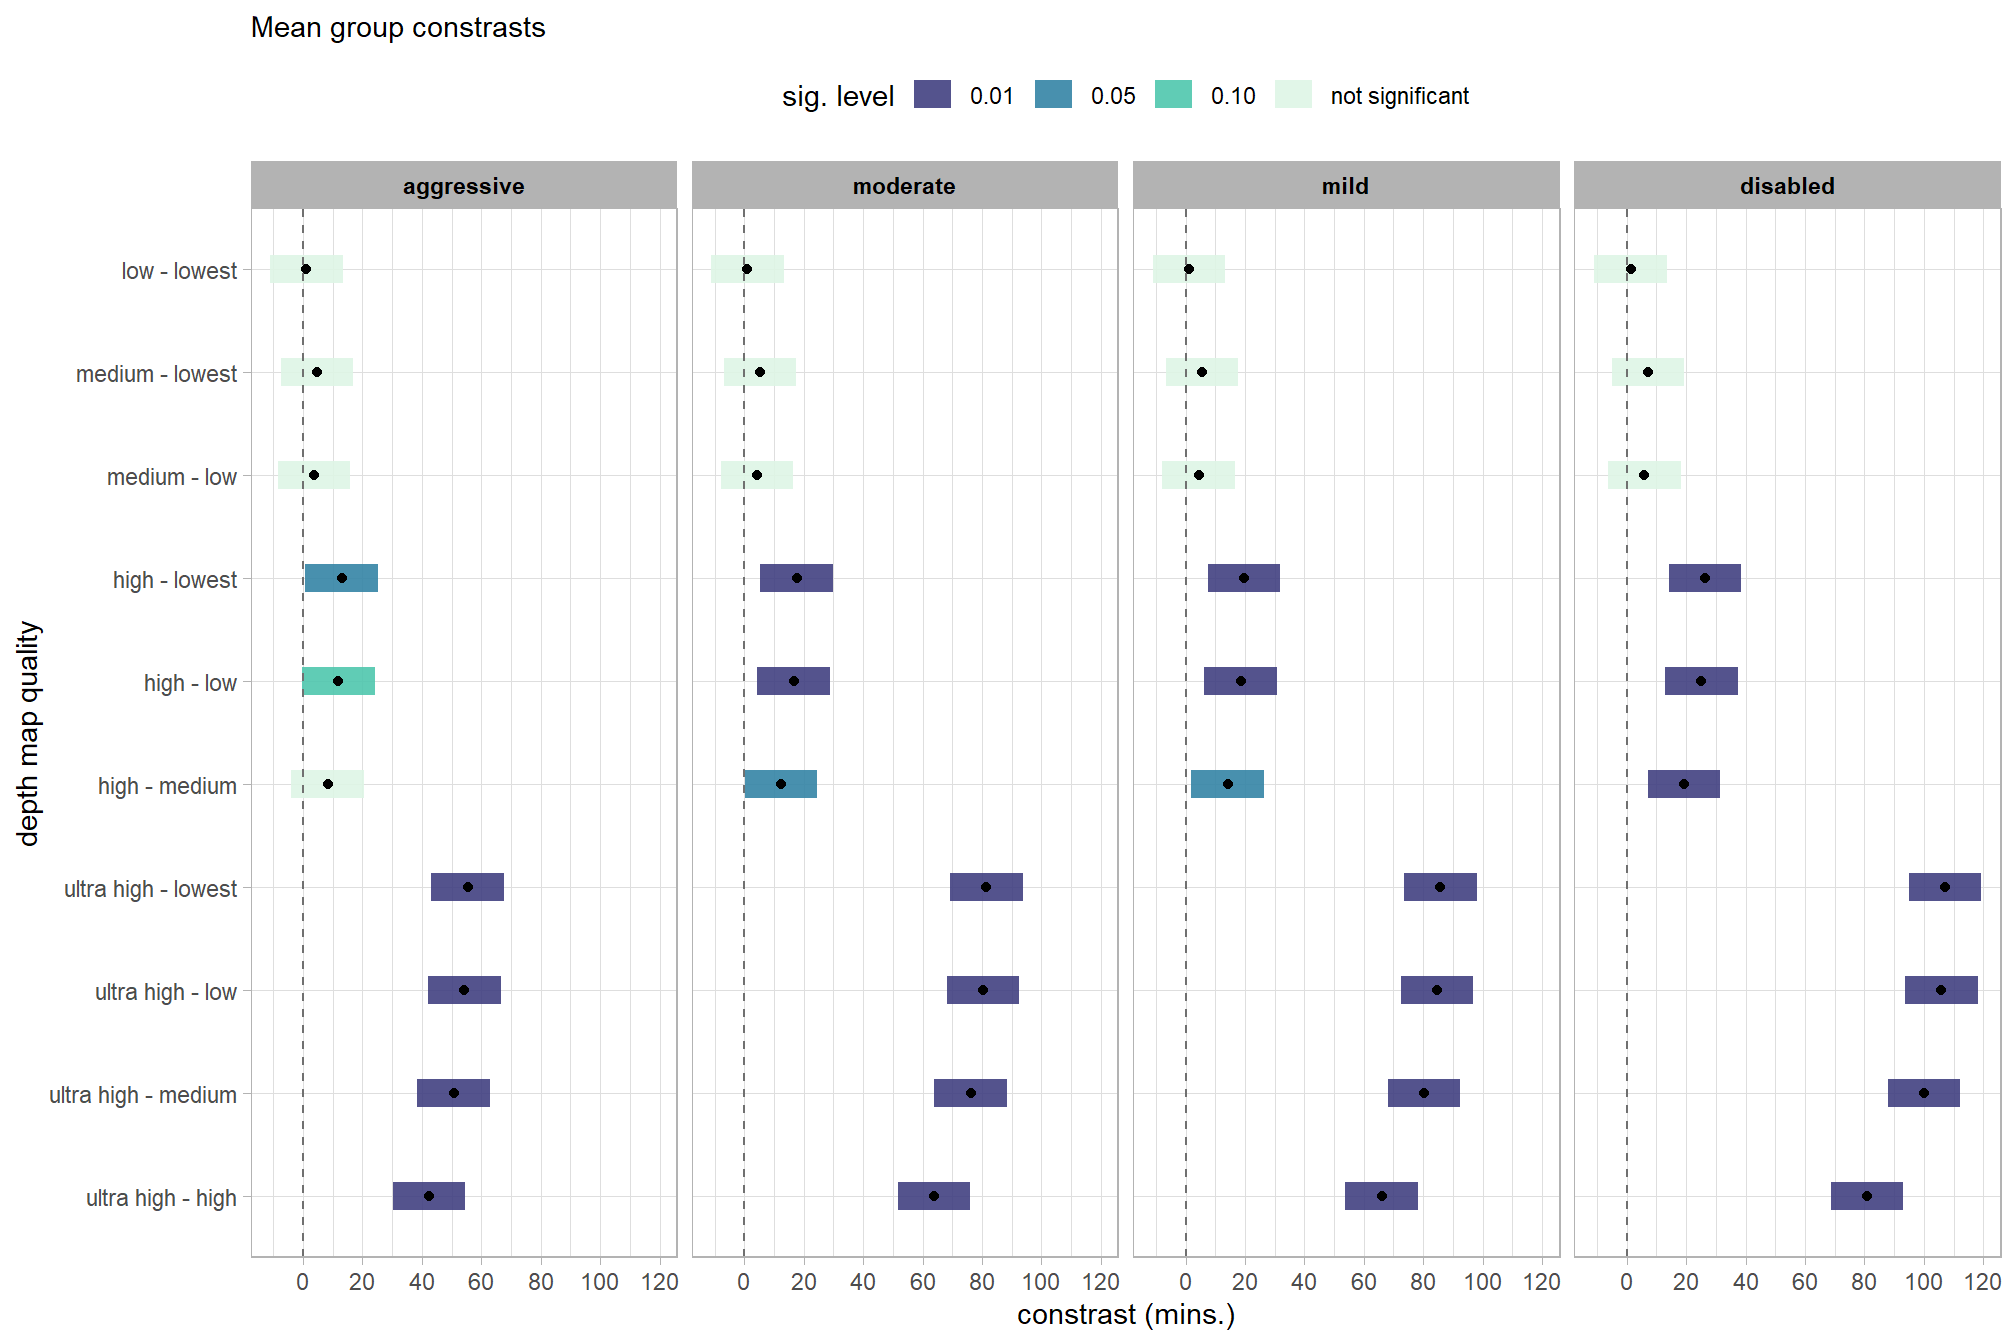 Mean group constrasts
sig. level 0.01 0.05 0.10 not significant
aggressive moderate mild disabled
depth map quality
low - lowest
medium - lowest
medium - low
high - lowest
high - low
high - medium
ultra high - lowest
ultra high - low
ultra high - medium
ultra high - high
0 20 40 60 80 100 120 0 20 40 60 80 100 120 0 20 40 60 80 100 120 0 20 40 60 80 100 120
constrast (mins.)